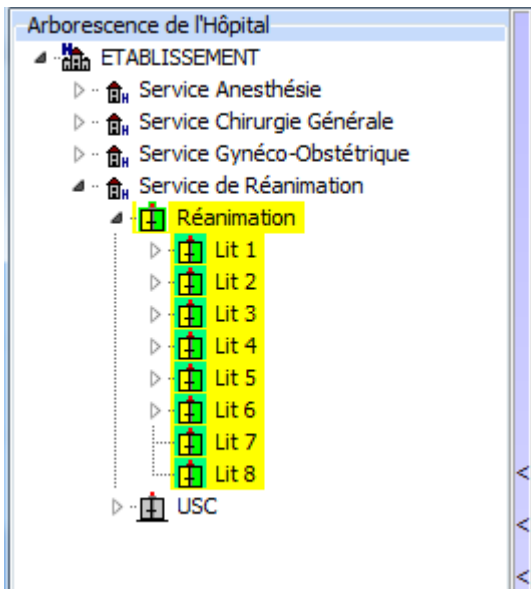 Arborescence de l'Hôpital
ETABLISSEMENT
Service Anesthésie
Service Chirurgie Générale
Service Gynéco-Obstétrique
Service de Réanimation
Réanimation
Lit 1
Lit 2
Lit 3
Lit 4
Lit 5
Lit 6
Lit 7
Lit 8
<
USC
<
<